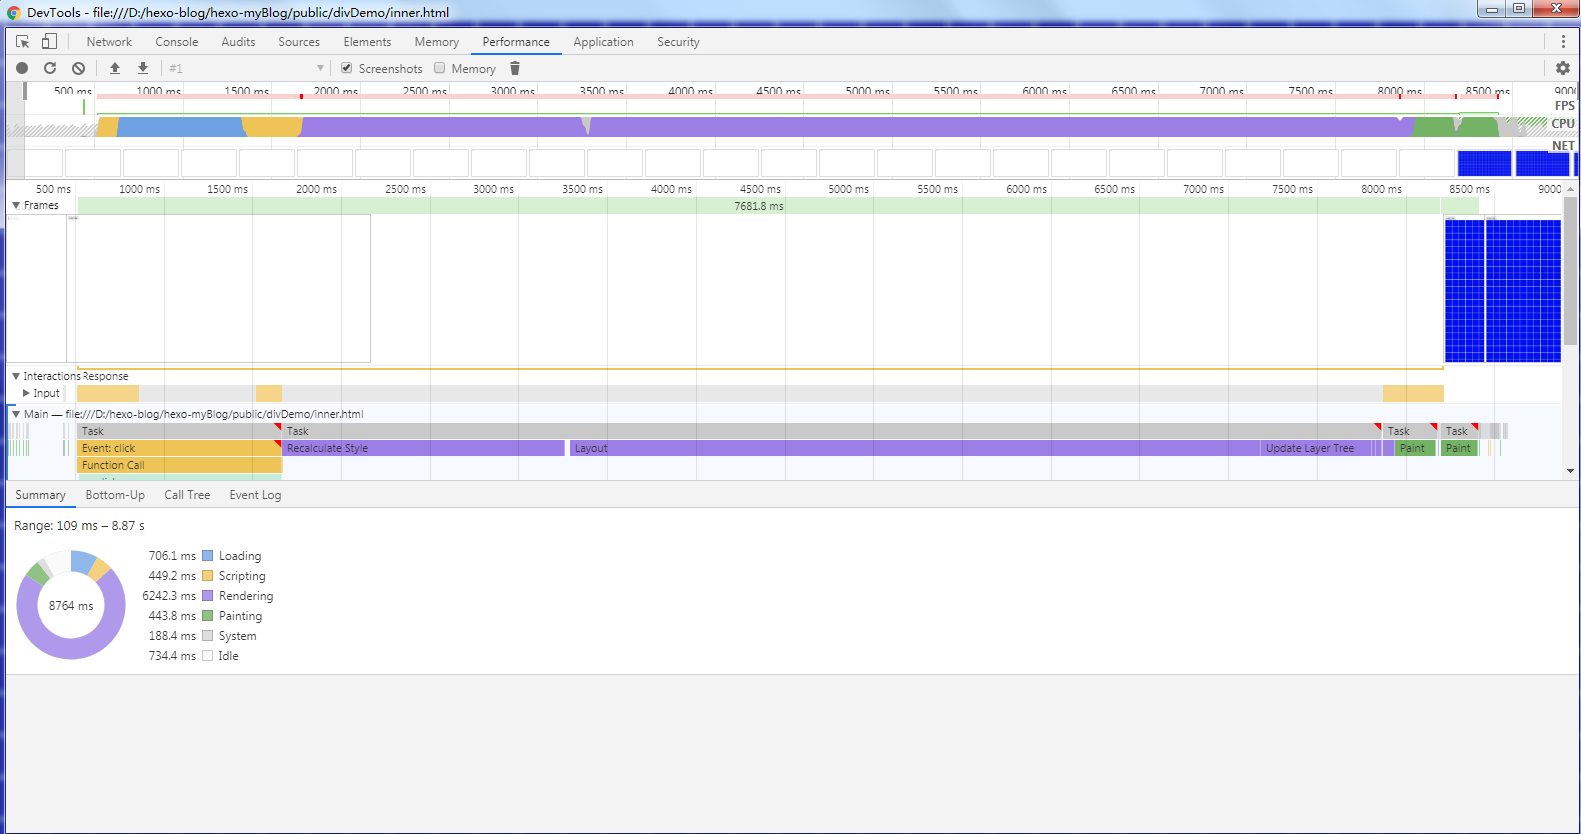 DevTools - file:///D:/hexo-blog/hexo-myBlog/public/divDemo/inner.html
Network Console Audits Sources Elements Memory Performance Application Security
#1 Screenshots Memory
500 ms 1000 ms 1500 ms 2000 ms 2500 ms 3000 ms 3500 ms 4000 ms 4500 ms 5000 ms 5500 ms 6000 ms 6500 ms 7000 ms 7500 ms 8000 ms 8500 ms 9000
FPS
CPU
NET
500 ms 1000 ms 1500 ms 2000 ms 2500 ms 3000 ms 3500 ms 4000 ms 4500 ms 5000 ms 5500 ms 6000 ms 6500 ms 7000 ms 7500 ms 8000 ms 8500 ms 9000
Frames 7681.8 ms
Interactions Response
Input
Main — file:///D:/hexo-blog/hexo-myBlog/public/divDemo/inner.html
Task Task Task Task
Event: click Recalculate Style Layout Update Layer Tree Paint Paint
Function Call
Summary Bottom-Up Call Tree Event Log
Range: 109 ms – 8.87 s
8764 ms
706.1 ms Loading
449.2 ms Scripting
6242.3 ms Rendering
443.8 ms Painting
188.4 ms System
734.4 ms Idle